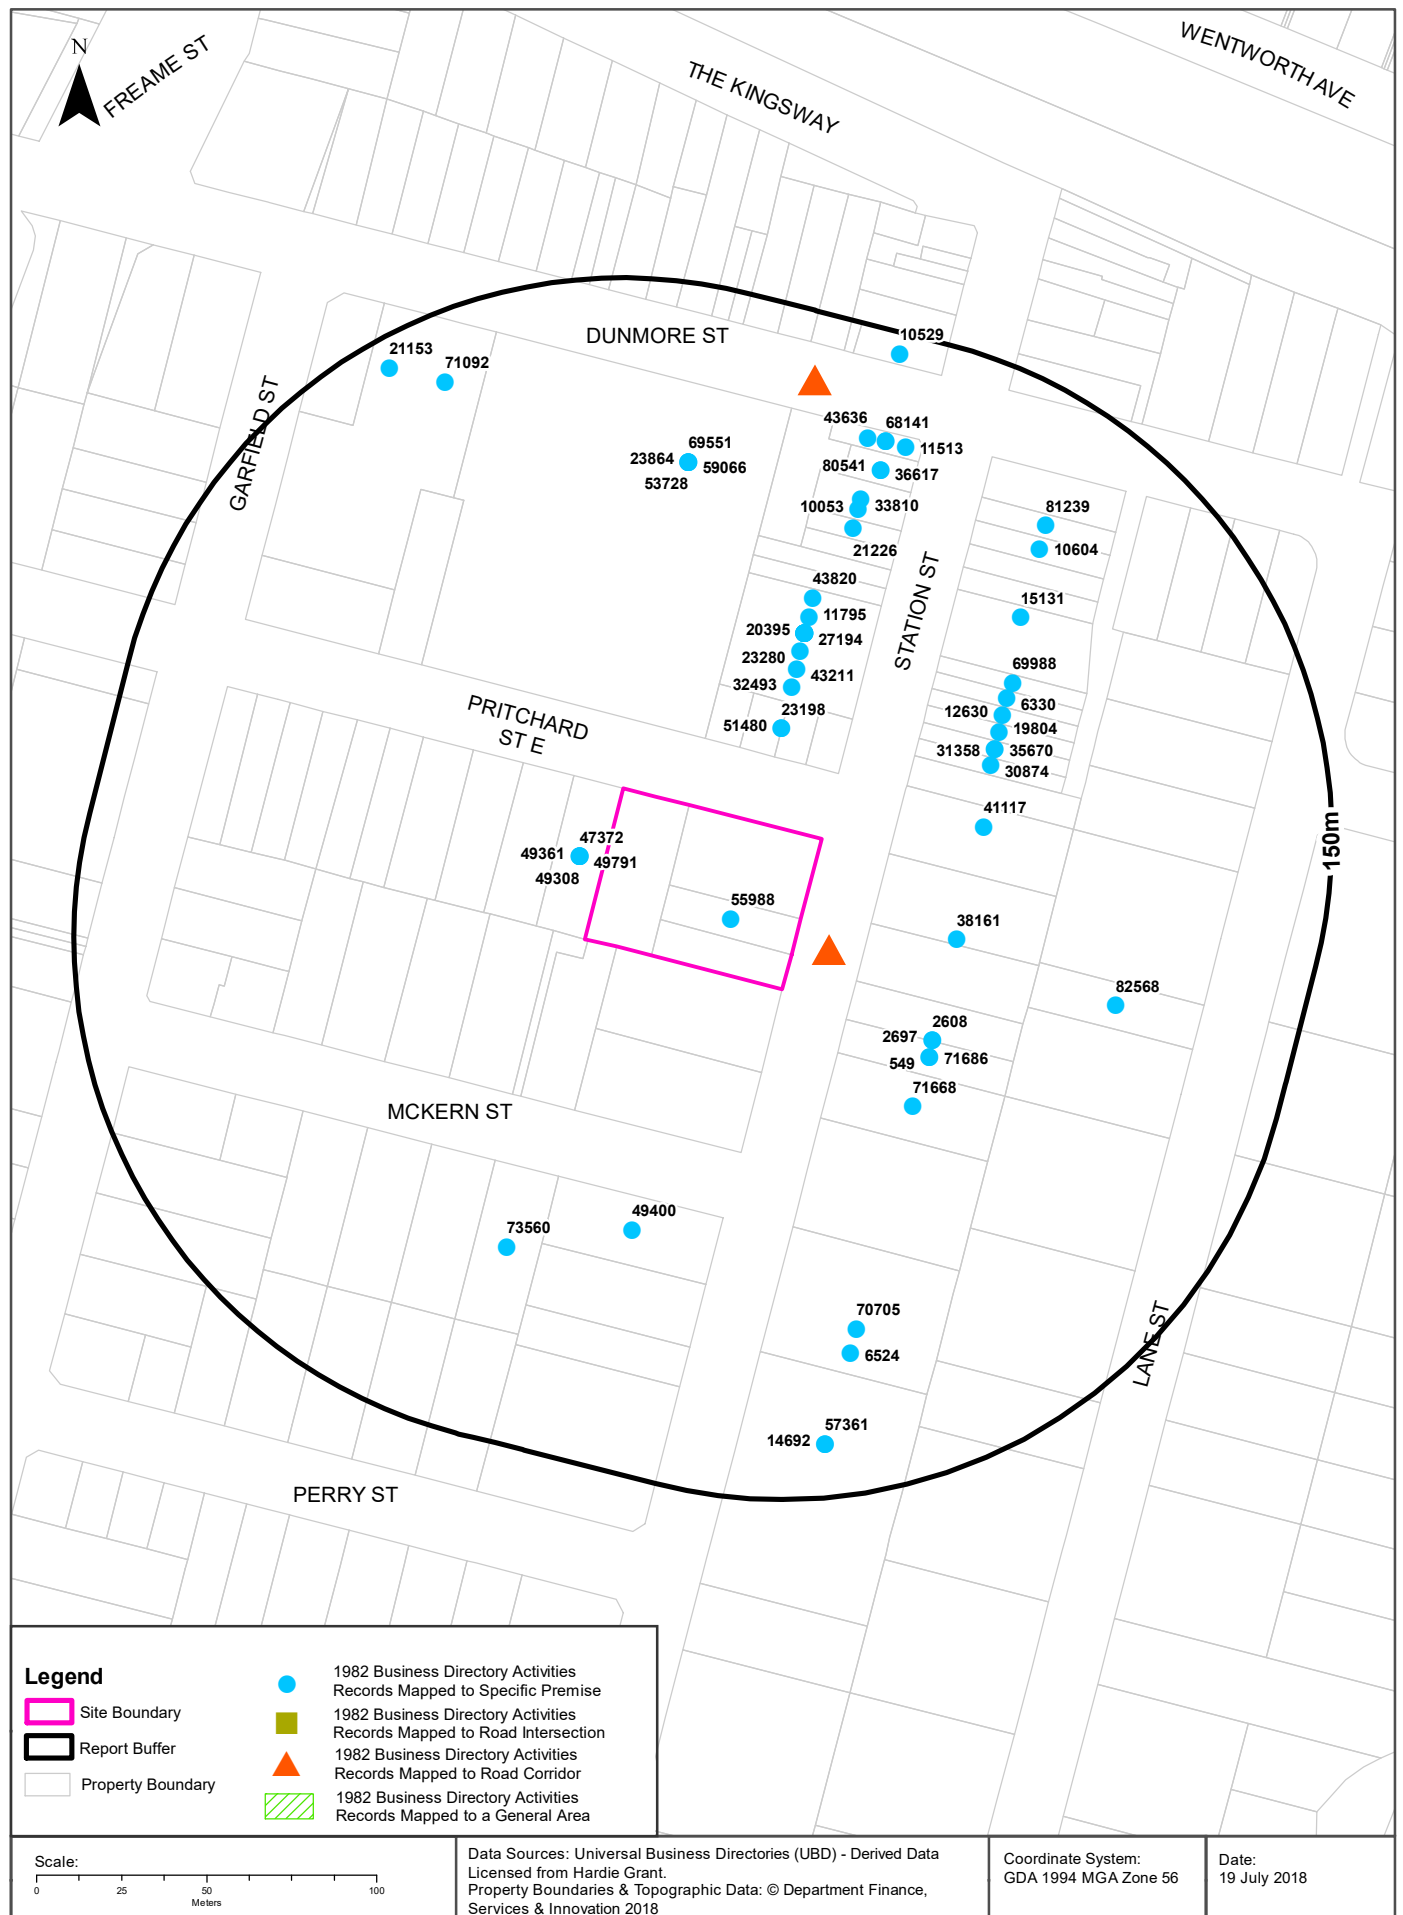 N
FREAME ST
THE KINGSWAY
WENTWORTH AVE
DUNMORE ST
10529
21153
71092
GARFIELD ST
43636
68141
11513
69551
23864
59066
53728
80541
36617
10053
33810
21226
81239
10604
STATION ST
43820
11795
20395
27194
23280
43211
32493
23198
51480
15131
69988
6330
12630
19804
31358
35670
30874
PRITCHARD
ST E
41117
150m
47372
49361
49791
49308
55988
38161
82568
2608
2697
549
71686
71668
MCKERN ST
49400
73560
70705
6524
LANE ST
57361
14692
PERRY ST
Legend
Site Boundary
Report Buffer
Property Boundary
1982 Business Directory Activities
Records Mapped to Specific Premise
1982 Business Directory Activities
Records Mapped to Road Intersection
1982 Business Directory Activities
Records Mapped to Road Corridor
1982 Business Directory Activities
Records Mapped to a General Area
Scale:
0 25 50 100
Meters
Data Sources: Universal Business Directories (UBD) - Derived Data
Licensed from Hardie Grant.
Property Boundaries & Topographic Data: © Department Finance,
Services & Innovation 2018
Coordinate System:
GDA 1994 MGA Zone 56
Date:
19 July 2018